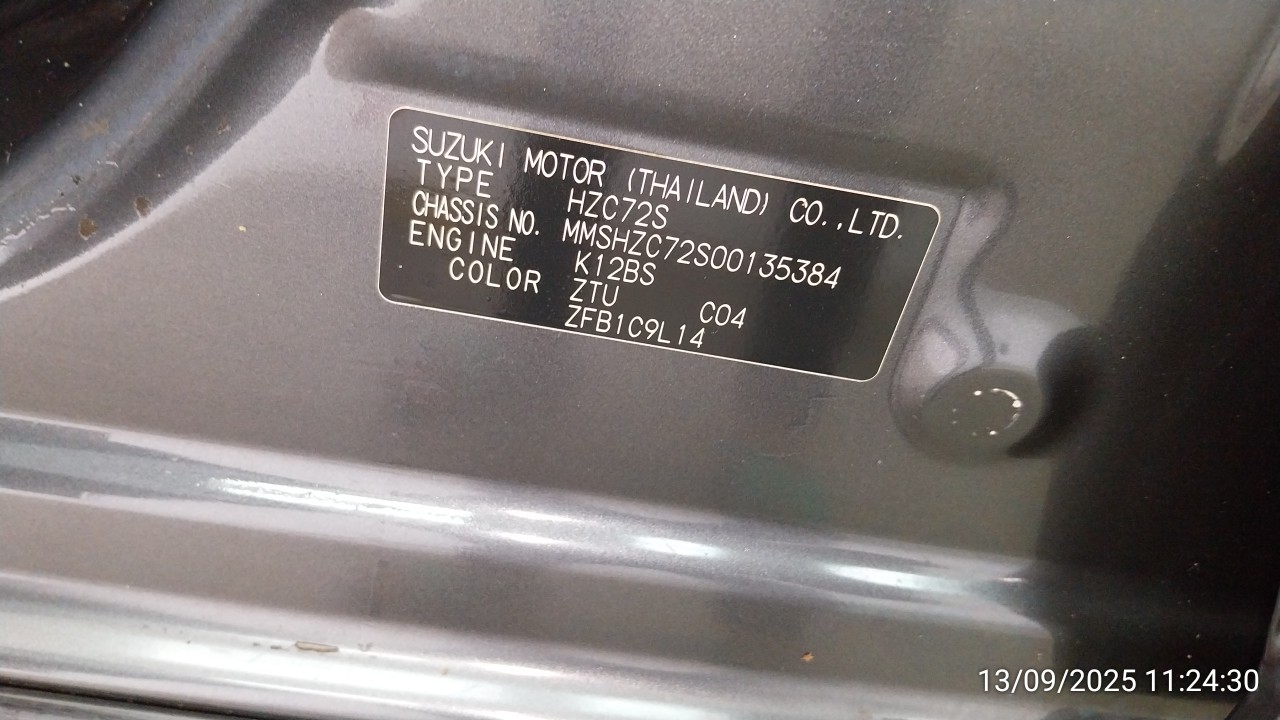 SUZUKI MOTOR (THAILAND) CO.,LTD.
TYPE HZC72S
CHASSIS NO. MMSHZC72S00135384
ENGINE K12BS
COLOR ZTU C04
ZFB1C9L14
13/09/2025 11:24:30